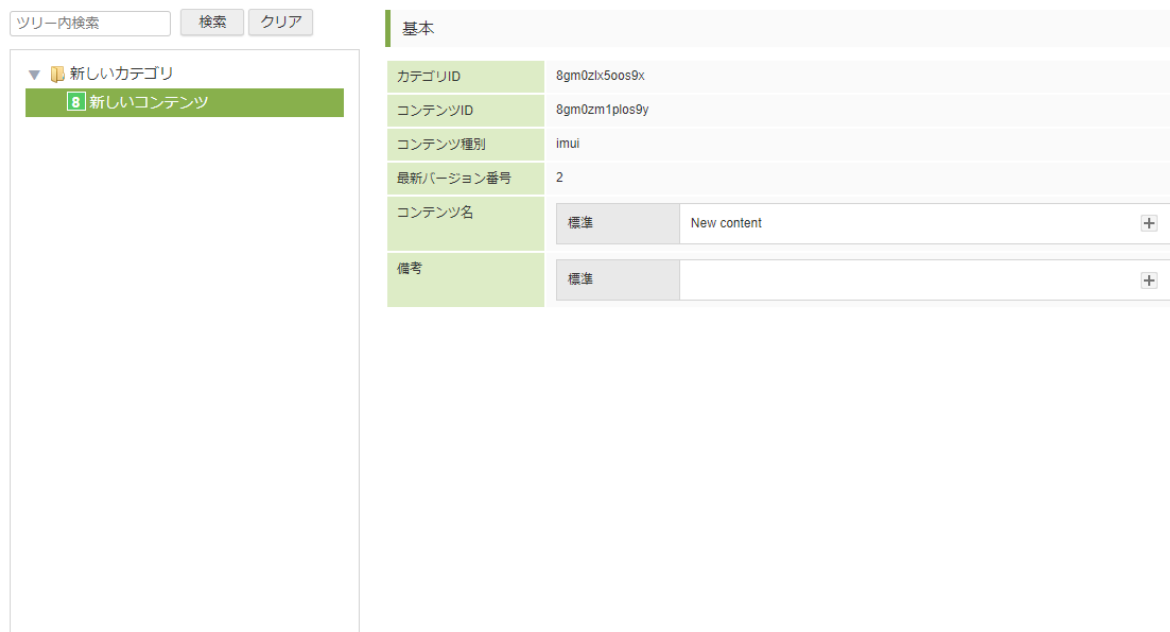 ツリー内検索
検索
クリア
新しいカテゴリ
8 新しいコンテンツ
基本
カテゴリID 8gm0zlx5oos9x
コンテンツID 8gm0zm1plos9y
コンテンツ種別 imui
最新バージョン番号 2
コンテンツ名 標準 New content
備考 標準